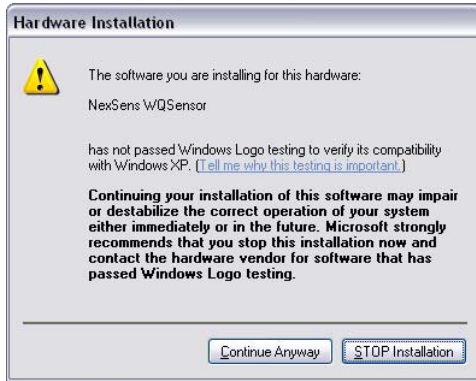 Hardware Installation
The software you are installing for this hardware:
NexSens WQSensor
has not passed Windows Logo testing to verify its compatibility
with Windows XP. (Tell me why this testing is important.)
Continuing your installation of this software may impair
or destabilize the correct operation of your system
either immediately or in the future. Microsoft strongly
recommends that you stop this installation now and
contact the hardware vendor for software that has
passed Windows Logo testing.
Continue Anyway
STOP Installation